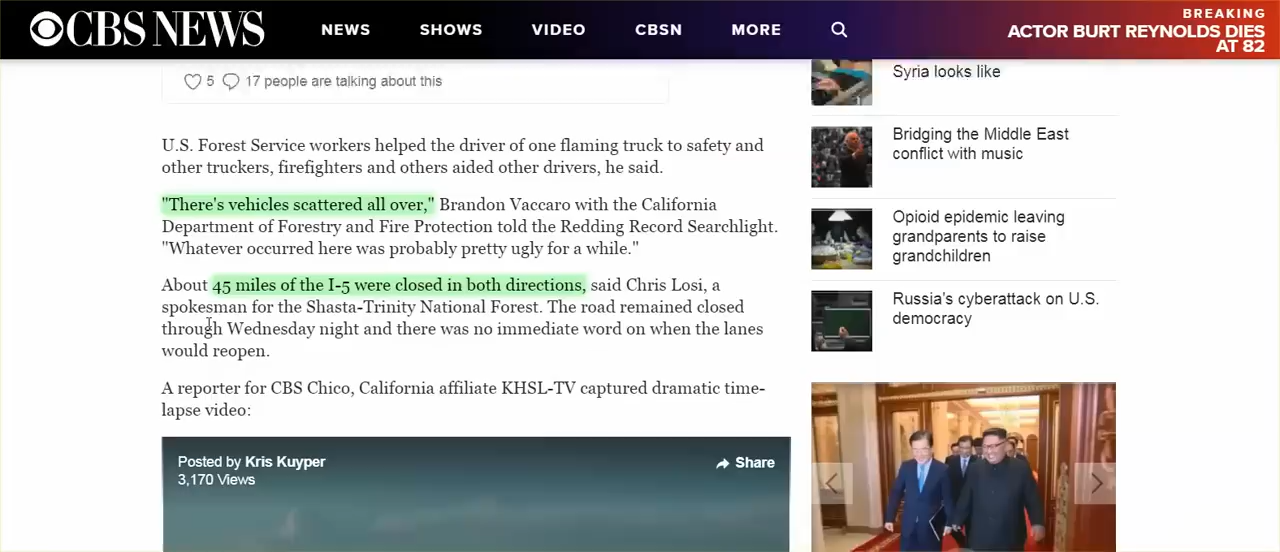 CBS NEWS
NEWS
SHOWS
VIDEO
CBSN
MORE
BREAKING
ACTOR BURT REYNOLDS DIES
AT 82
5
17 people are talking about this
U.S. Forest Service workers helped the driver of one flaming truck to safety and
other truckers, firefighters and others aided other drivers, he said.
"There's vehicles scattered all over," Brandon Vaccaro with the California
Department of Forestry and Fire Protection told the Redding Record Searchlight.
"Whatever occurred here was probably pretty ugly for a while."
About 45 miles of the I-5 were closed in both directions, said Chris Losi, a
spokesman for the Shasta-Trinity National Forest. The road remained closed
through Wednesday night and there was no immediate word on when the lanes
would reopen.
A reporter for CBS Chico, California affiliate KHSL-TV captured dramatic time-
lapse video:
Posted by Kris Kuyper
3,170 Views
Share
Syria looks like
Bridging the Middle East
conflict with music
Opioid epidemic leaving
grandparents to raise
grandchildren
Russia's cyberattack on U.S.
democracy